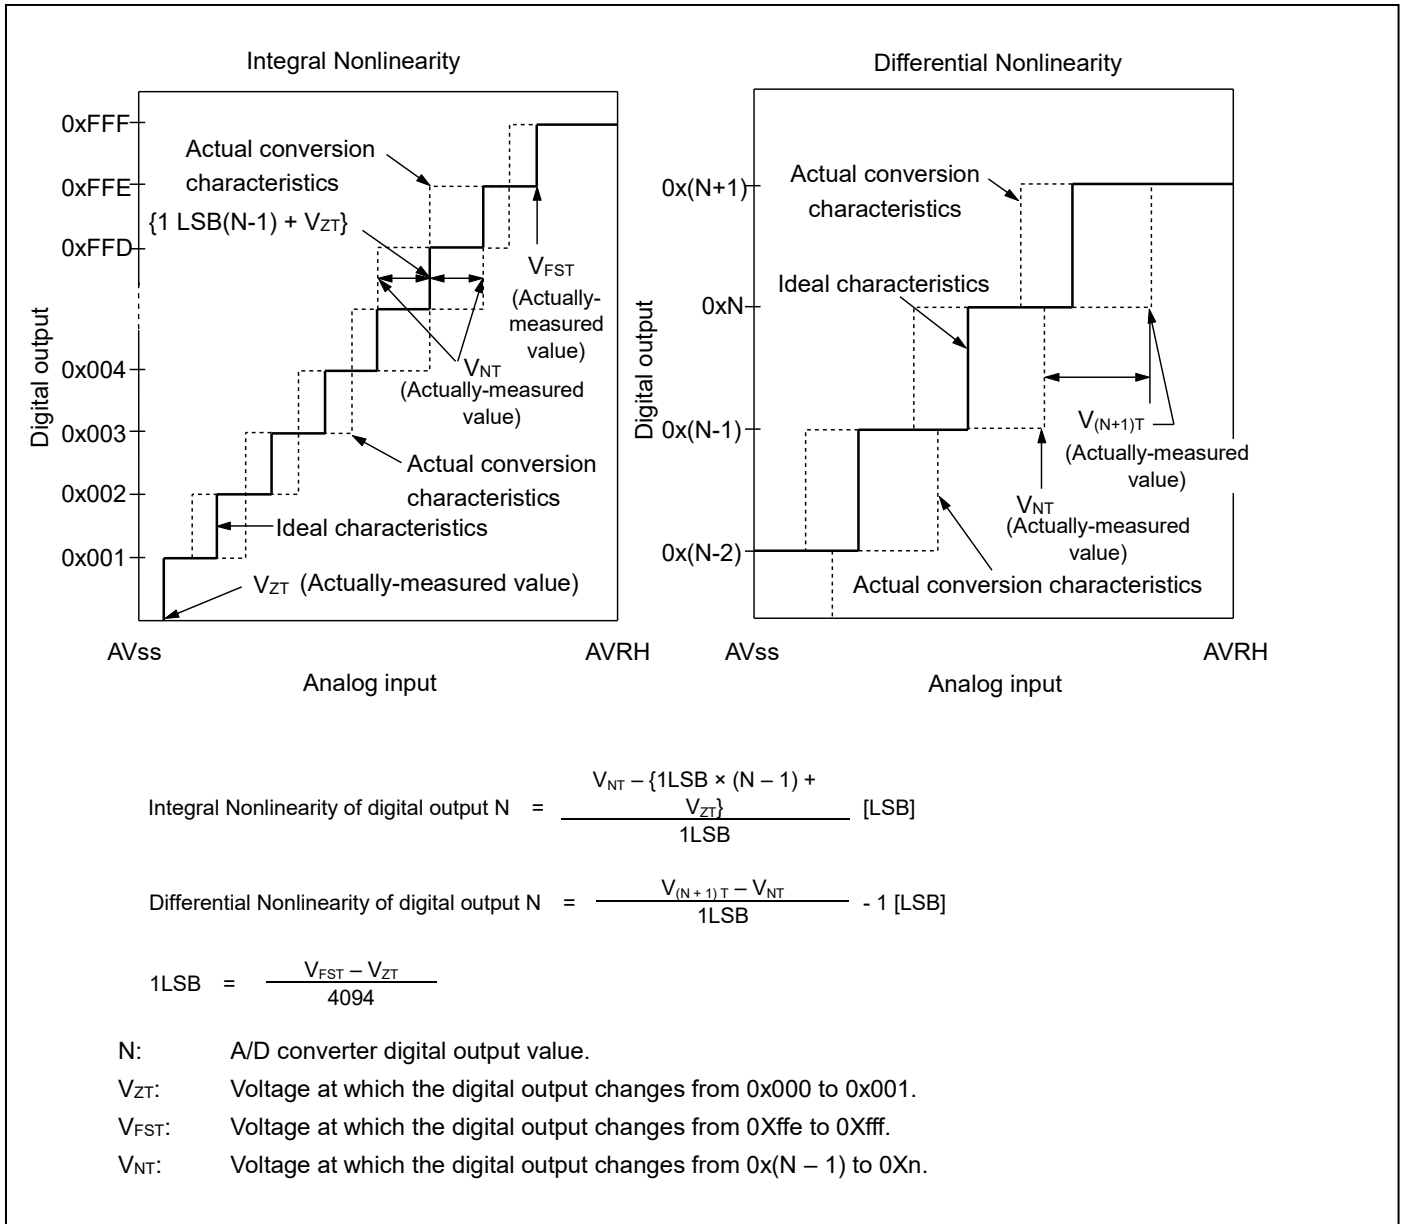 Integral Nonlinearity
0xFFF
0xFFE
0xFFD
0x004
0x003
0x002
0x001
Digital output
Actual conversion
characteristics
{1 LSB(N-1) + VZT}
VFST
(Actually-
measured
value)
VNT
(Actually-measured
value)
Actual conversion
characteristics
Ideal characteristics
VZT (Actually-measured value)
AVss
AVRH
Analog input
Differential Nonlinearity
0x(N+1)
0xN
0x(N-1)
0x(N-2)
Digital output
Actual conversion
characteristics
Ideal characteristics
V(N+1)T
(Actually-measured
value)
VNT
(Actually-measured
value)
Actual conversion characteristics
AVss
AVRH
Analog input
VNT – {1LSB × (N – 1) +
VZT}
Integral Nonlinearity of digital output N = [LSB]
1LSB
V(N + 1) T – VNT
Differential Nonlinearity of digital output N = - 1 [LSB]
1LSB
VFST – VZT
1LSB =
4094
N: A/D converter digital output value.
VZT: Voltage at which the digital output changes from 0x000 to 0x001.
VFST: Voltage at which the digital output changes from 0Xffe to 0Xfff.
VNT: Voltage at which the digital output changes from 0x(N – 1) to 0Xn.